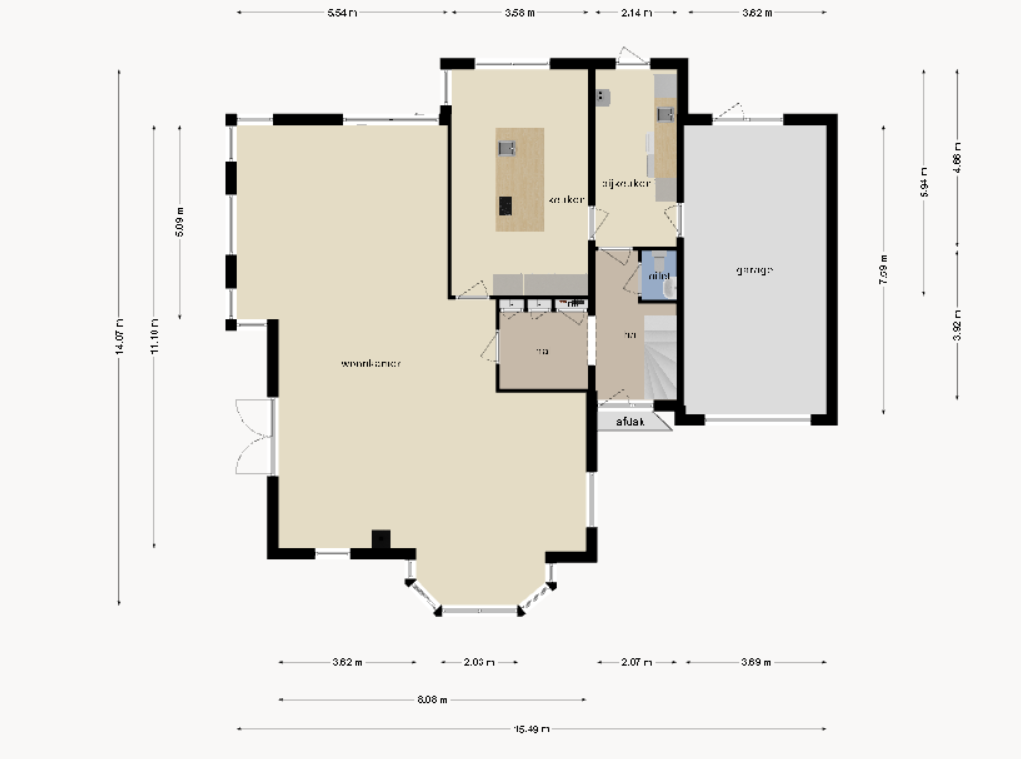 5.54 m
3.58 m
2.14 m
3.62 m
14.07 m
11.10 m
5.09 m
4.66 m
5.94 m
7.59 m
3.92 m
keuken
bijkeuken
toilet
garage
hal
hal
woonkamer
afdak
3.62 m
2.03 m
2.07 m
3.69 m
8.08 m
15.49 m